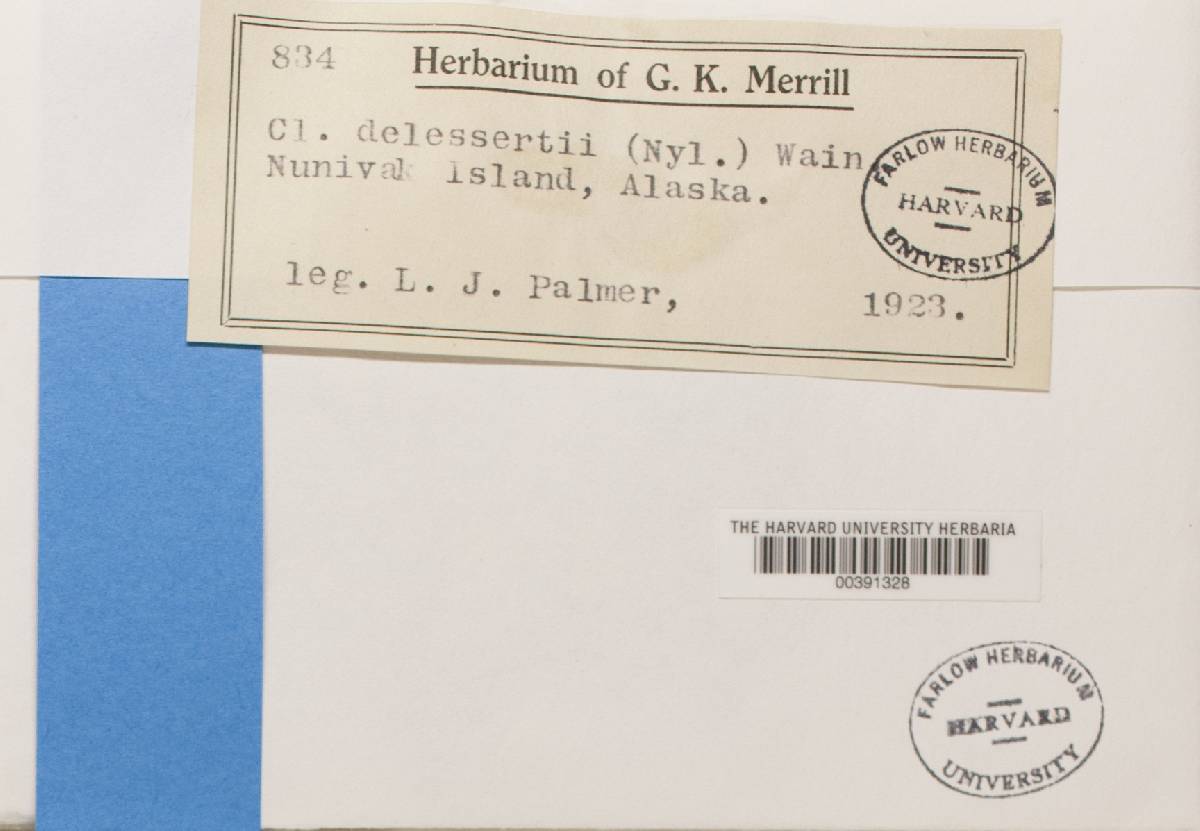 834 Herbarium of G. K. Merrill
Cl. delessertii (Nyl.) Wain
Nunivak Island, Alaska.
leg. L. J. Palmer, 1923.
FARLOW HERBARIUM
HARVARD
UNIVERSITY
THE HARVARD UNIVERSITY HERBARIA
00391328
FARLOW HERBARIUM
HARVARD
UNIVERSITY